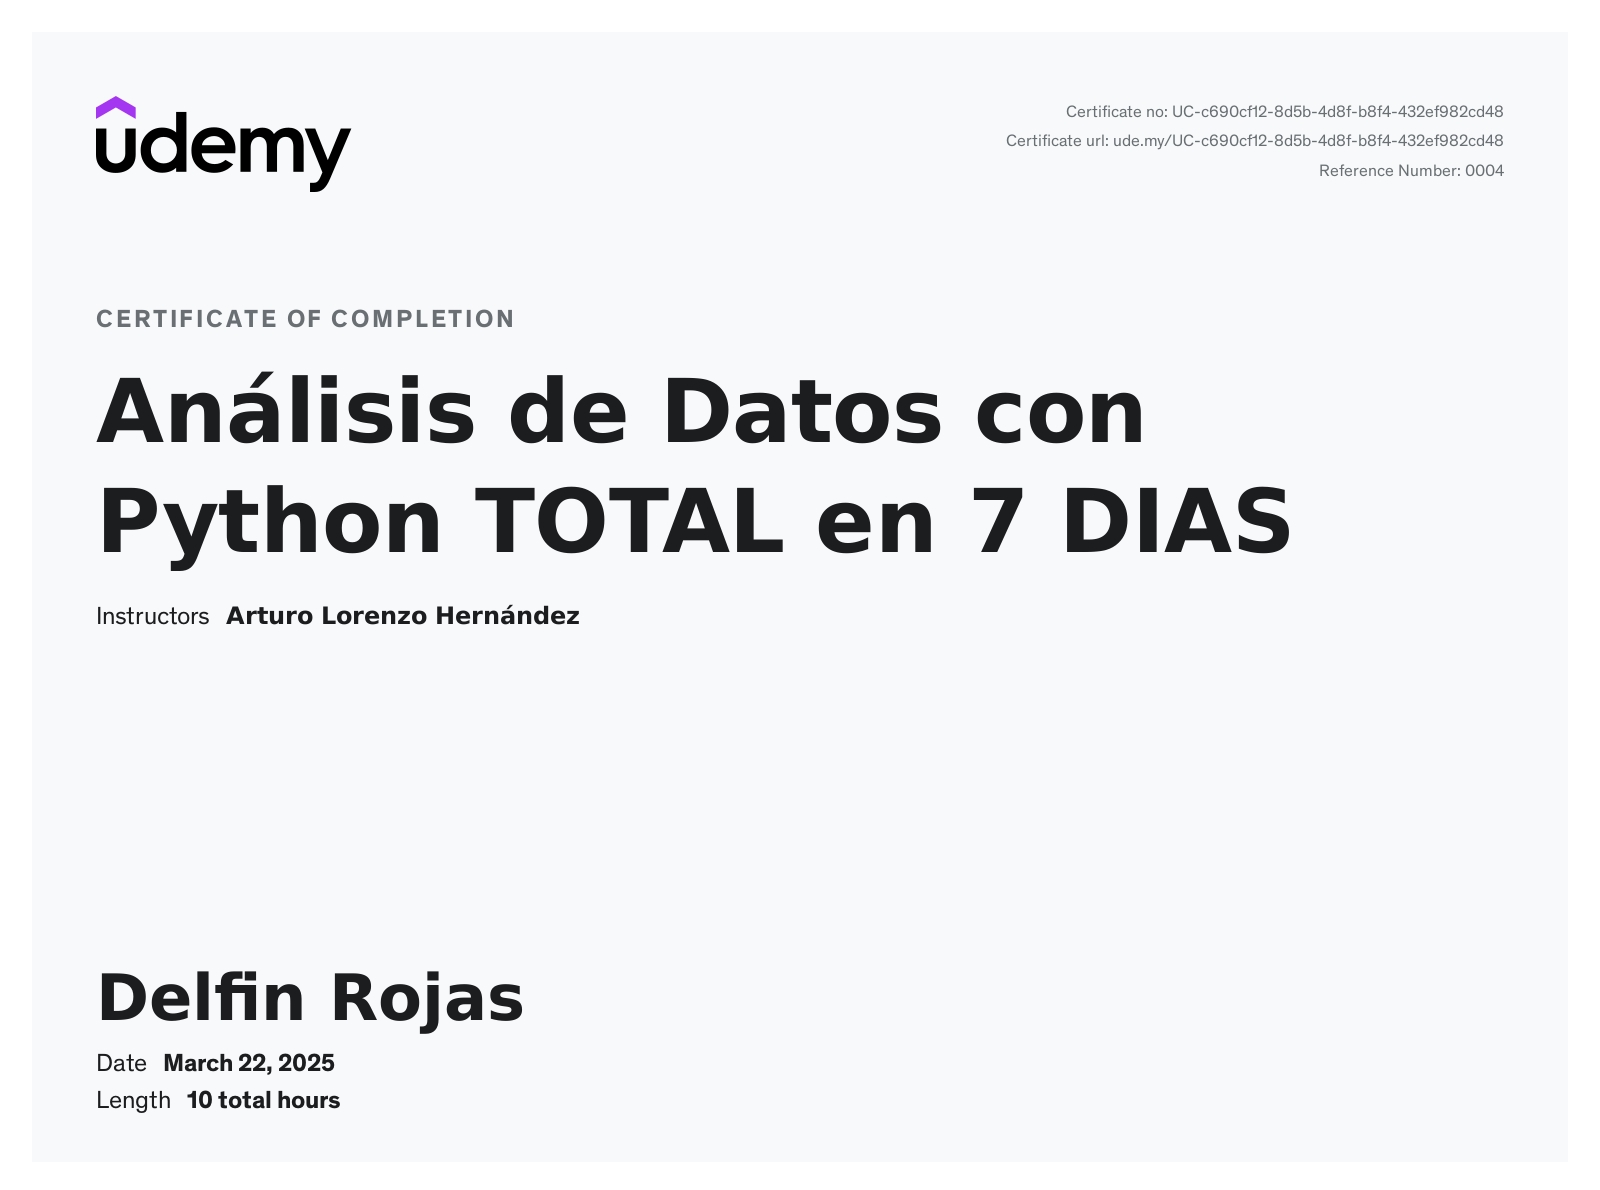 udemy
Certificate no: UC-c690cf12-8d5b-4d8f-b8f4-432ef982cd48
Certificate url: ude.my/UC-c690cf12-8d5b-4d8f-b8f4-432ef982cd48
Reference Number: 0004
CERTIFICATE OF COMPLETION
Análisis de Datos con
Python TOTAL en 7 DIAS
Instructors Arturo Lorenzo Hernández
Delfin Rojas
Date March 22, 2025
Length 10 total hours